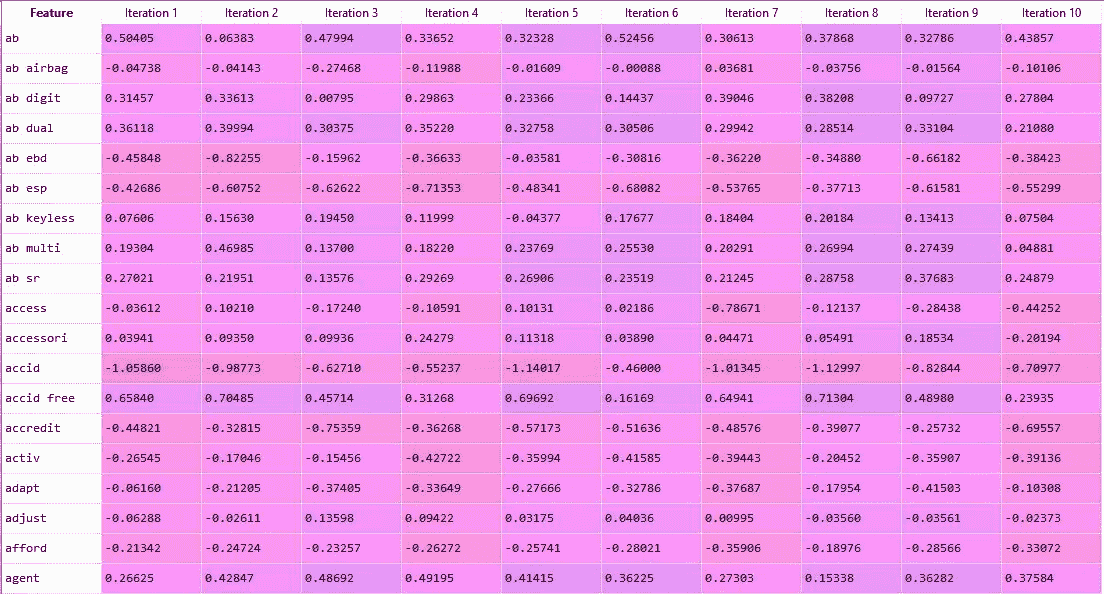 Feature Iteration 1 Iteration 2 Iteration 3 Iteration 4 Iteration 5 Iteration 6 Iteration 7 Iteration 8 Iteration 9 Iteration 10
ab 0.50405 0.06383 0.47994 0.33652 0.32328 0.52456 0.30613 0.37868 0.32786 0.43857
ab airbag -0.04738 -0.04143 -0.27468 -0.11988 -0.01609 -0.00088 0.03681 -0.03756 -0.01564 -0.10106
ab digit 0.31457 0.33613 0.00795 0.29863 0.23366 0.14437 0.39046 0.38208 0.09727 0.27804
ab dual 0.36118 0.39994 0.30375 0.35220 0.32758 0.30506 0.29942 0.28514 0.33104 0.21080
ab ebd -0.45848 -0.82255 -0.15962 -0.36633 -0.03581 -0.30816 -0.36220 -0.34880 -0.66182 -0.38423
ab esp -0.42686 -0.60752 -0.62622 -0.71353 -0.48341 -0.68082 -0.53765 -0.37713 -0.61581 -0.55299
ab keyless 0.07606 0.15630 0.19450 0.11999 -0.04377 0.17677 0.18404 0.20184 0.13413 0.07504
ab multi 0.19304 0.46985 0.13700 0.18220 0.23769 0.25530 0.20291 0.26994 0.27439 0.04881
ab sr 0.27021 0.21951 0.13576 0.29269 0.26906 0.23519 0.21245 0.28758 0.37683 0.24879
access -0.03612 0.10210 -0.17240 -0.10591 0.10131 0.02186 -0.78671 -0.12137 -0.28438 -0.44252
accessori 0.03941 0.09350 0.09936 0.24279 0.11318 0.03890 0.04471 0.05491 0.18534 -0.20194
accid -1.05860 -0.98773 -0.62710 -0.55237 -1.14017 -0.46000 -1.01345 -1.12997 -0.82844 -0.70977
accid free 0.65840 0.70485 0.45714 0.31268 0.69692 0.16169 0.64941 0.71304 0.48980 0.23935
accredit -0.44821 -0.32815 -0.75359 -0.36268 -0.57173 -0.51636 -0.48576 -0.39077 -0.25732 -0.69557
activ -0.26545 -0.17046 -0.15456 -0.42722 -0.35994 -0.41585 -0.39443 -0.20452 -0.35907 -0.39136
adapt -0.06160 -0.21205 -0.37405 -0.33649 -0.27666 -0.32786 -0.37687 -0.17954 -0.41503 -0.10308
adjust -0.06288 -0.02611 0.13598 0.09422 0.03175 0.04036 0.00995 -0.03560 -0.03561 -0.02373
afford -0.21342 -0.24724 -0.23257 -0.26272 -0.25741 -0.28021 -0.35906 -0.18976 -0.28566 -0.33072
agent 0.26625 0.42847 0.48692 0.49195 0.41415 0.36225 0.27303 0.15338 0.36282 0.37584